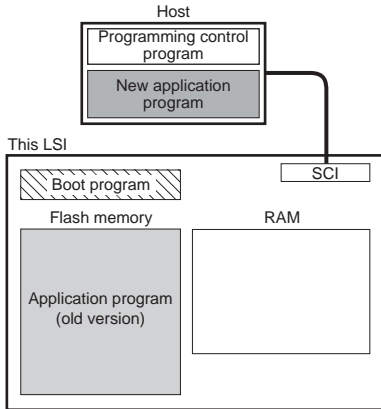 Host
Programming control
program
New application
program
This LSI
SCI
Boot program
Flash memory
RAM
Application program
(old version)